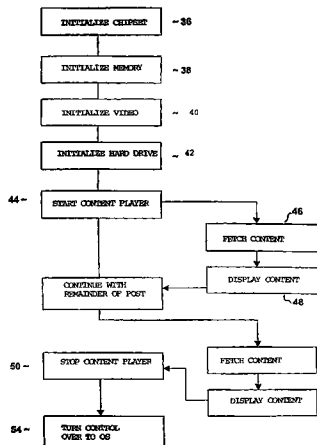 INITIALIZE CHIPSET ~ 36
INITIALIZE MEMORY ~ 38
INITIALIZE VIDEO ~ 40
INITIALIZE HARD DRIVE ~ 42
44 ~ START CONTENT PLAYER
46
FETCH CONTENT
DISPLAY CONTENT
48
CONTINUE WITH
REMAINDER OF POST
FETCH CONTENT
50 ~ STOP CONTENT PLAYER
DISPLAY CONTENT
54 ~ TURN CONTROL
OVER TO OS